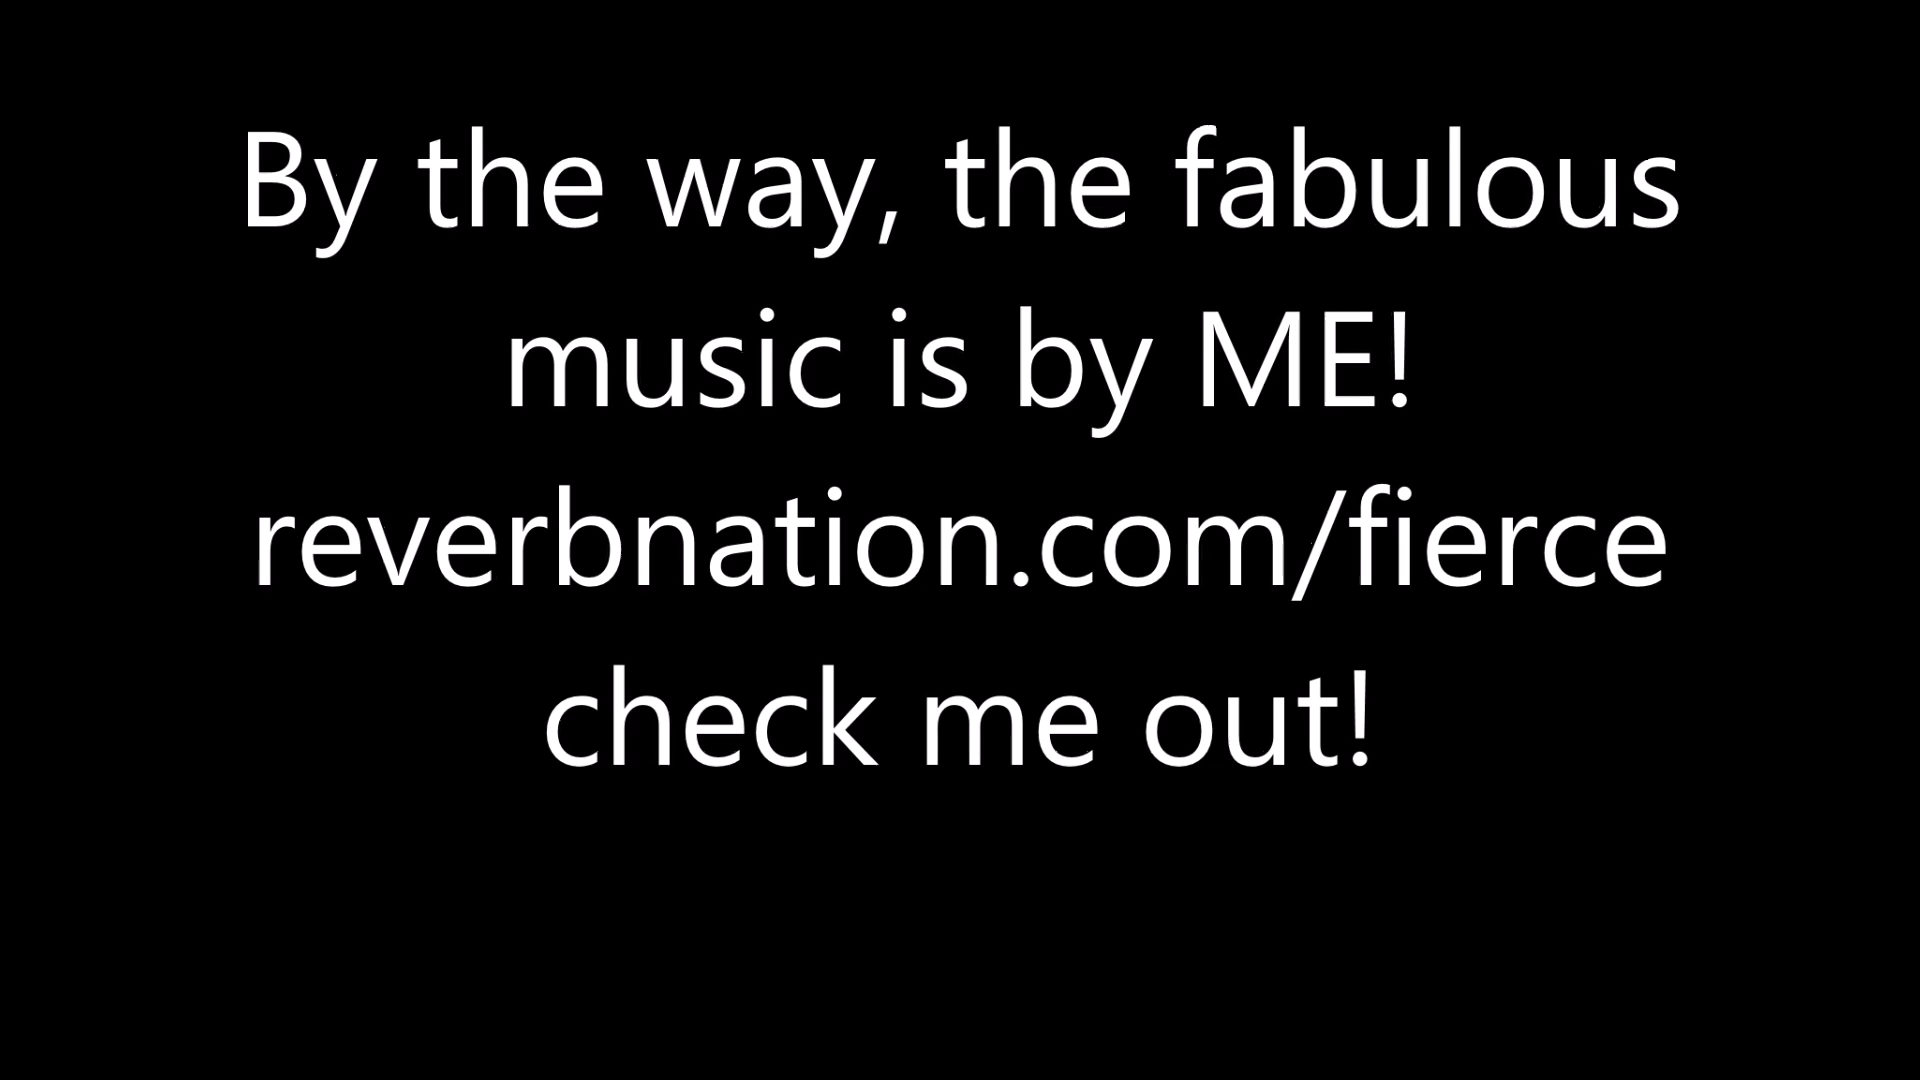 By the way, the fabulous
music is by ME!
reverbnation.com/fierce
check me out!